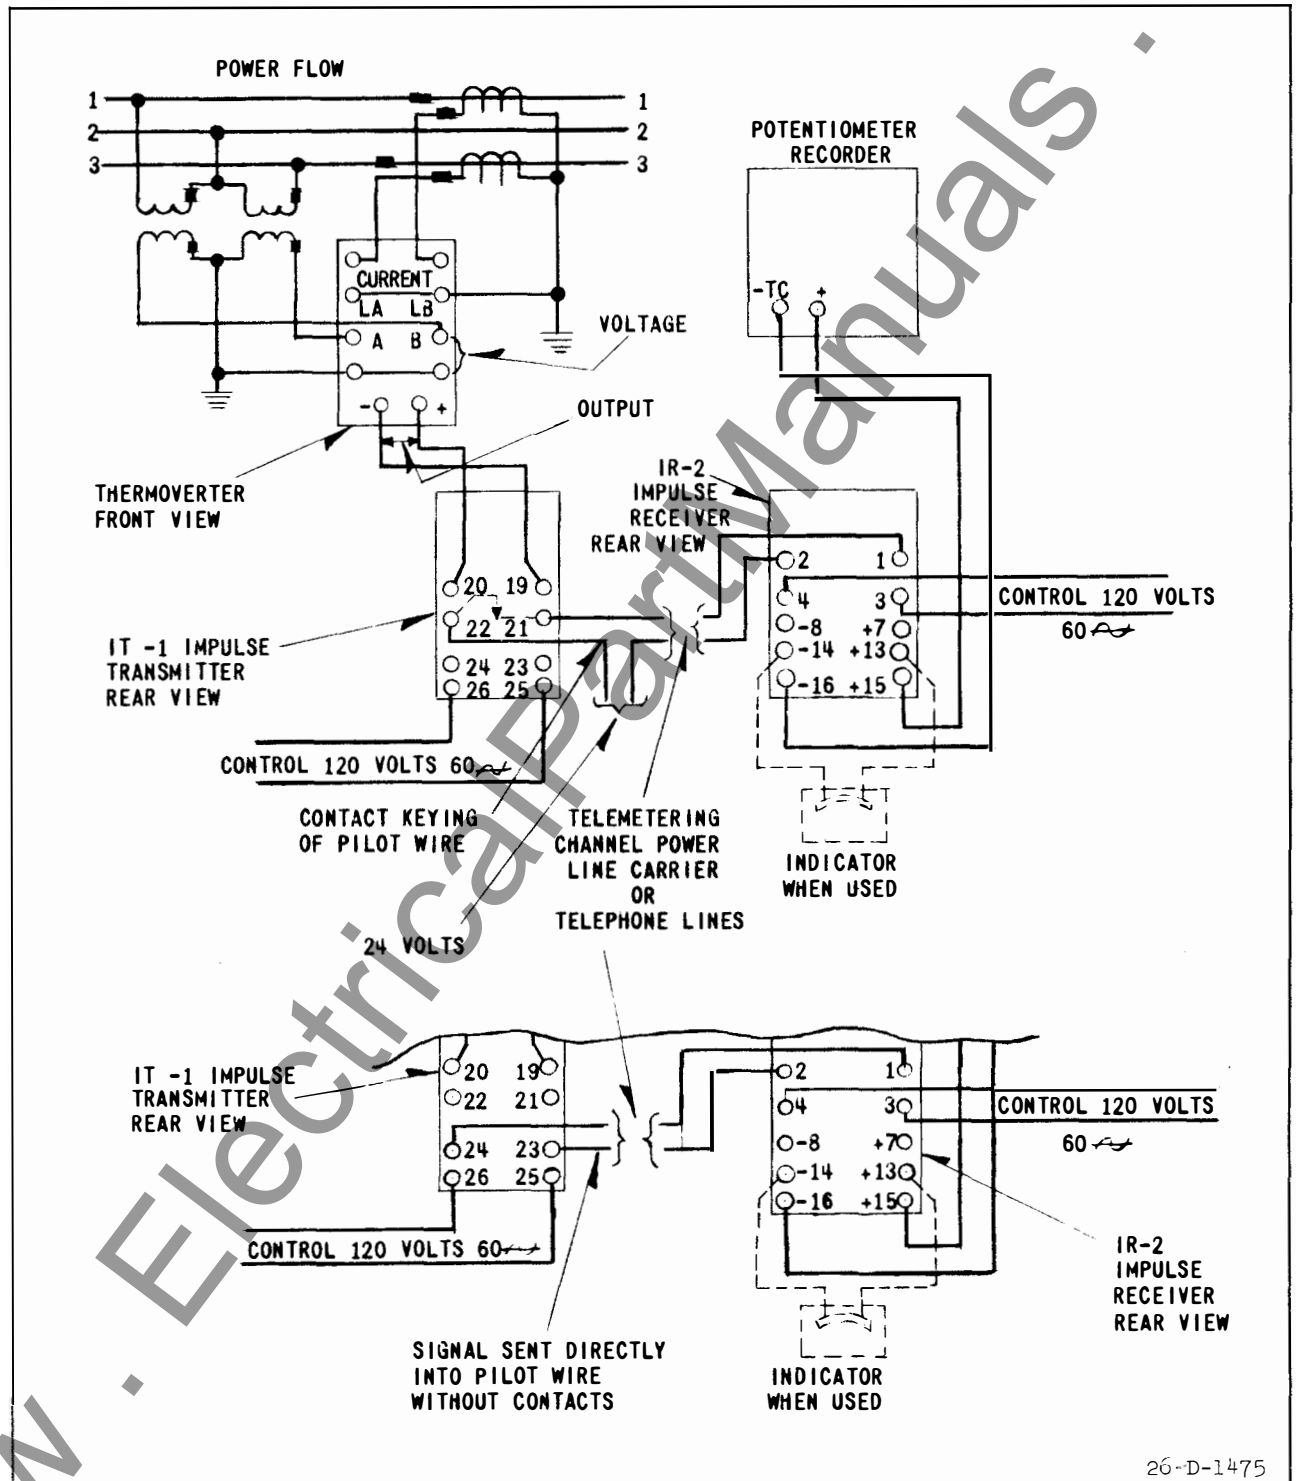 POWER FLOW
1
1
2
2
3
3
POTENTIOMETER
RECORDER
-TC +
CURRENT
LA LB
A B
VOLTAGE
- +
OUTPUT
THERMOVERTER
FRONT VIEW
IR-2
IMPULSE
RECEIVER
REAR VIEW
2 1
4 3
-8 +7
-14 +13
-16 +15
CONTROL 120 VOLTS
60
20 19
22 21
24 23
26 25
IT -1 IMPULSE
TRANSMITTER
REAR VIEW
CONTROL 120 VOLTS 60
CONTACT KEYING
OF PILOT WIRE
TELEMETERING
CHANNEL POWER
LINE CARRIER
OR
TELEPHONE LINES
INDICATOR
WHEN USED
24 VOLTS
IT -1 IMPULSE
TRANSMITTER
REAR VIEW
20 19
22 21
24 23
26 25
2 1
4 3
-8 +7
-14 +13
-16 +15
CONTROL 120 VOLTS
60
CONTROL 120 VOLTS 60
IR-2
IMPULSE
RECEIVER
REAR VIEW
SIGNAL SENT DIRECTLY
INTO PILOT WIRE
WITHOUT CONTACTS
INDICATOR
WHEN USED
26-D-1475
w . ElectricalPartManuals .